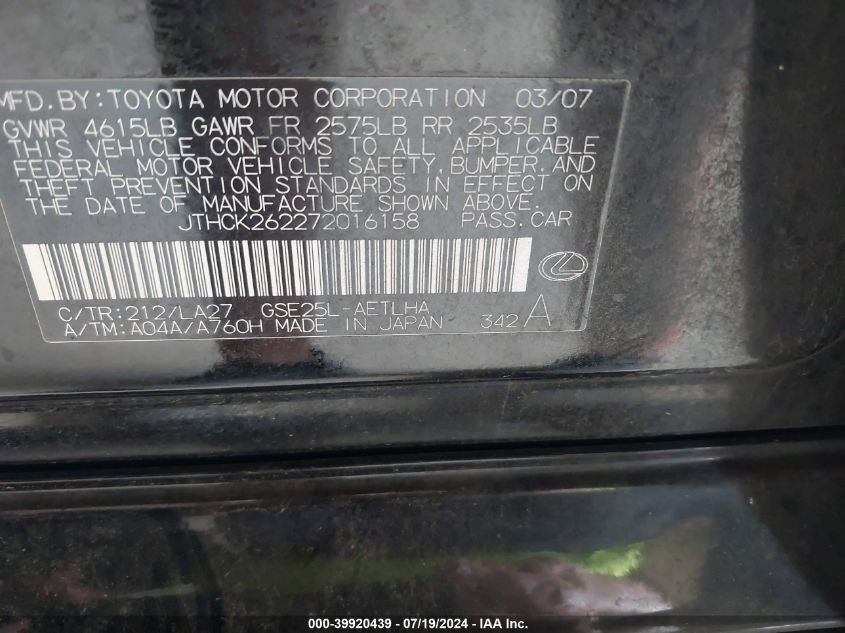 MFD.BY:TOYOTA MOTOR CORPORATION 03/07
GVWR 4615LB GAWR FR 2575LB RR 2535LB
THIS VEHICLE CONFORMS TO ALL APPLICABLE
FEDERAL MOTOR VEHICLE SAFETY,BUMPER,AND
THEFT PREVENTION STANDARDS IN EFFECT ON
THE DATE OF MANUFACTURE SHOWN ABOVE.
JTHCK262272016158 PASS.CAR
C/TR:212/LA27 GSE25L-AETLHA
A/TM:A04A/A760H MADE IN JAPAN 342 A
000-39920439 - 07/19/2024 - IAA Inc.